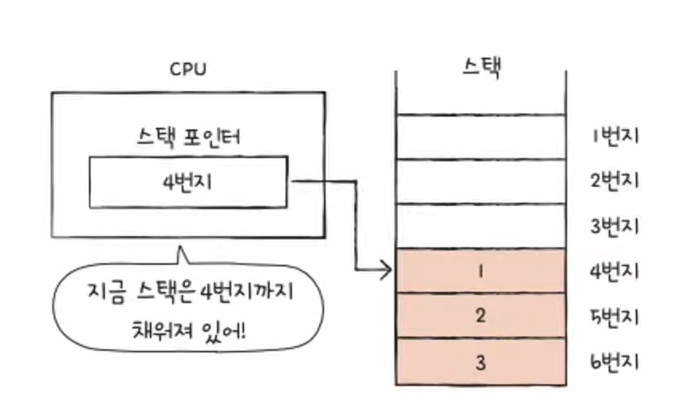 CPU
스택 포인터
4번지
지금 스택은 4번지까지
채워져 있어!
스택
1번지
2번지
3번지
1
4번지
2
5번지
3
6번지